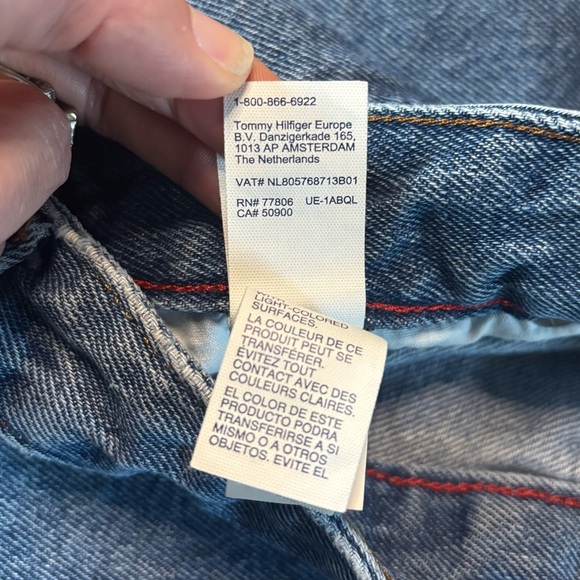 1-800-866-6922
Tommy Hilfiger Europe
B.V. Danzigerkade 165,
1013 AP AMSTERDAM
The Netherlands
VAT# NL805768713B01
RN# 77806 UE-1ABQL
CA# 50900
LIGHT-COLORED
SURFACES.
LA COULEUR DE CE
PRODUIT PEUT SE
TRANSFÉRER.
ÉVITEZ TOUT
CONTACT AVEC DES
COULEURS CLAIRES.
EL COLOR DE ESTE
PRODUCTO PODRA
TRANSFERIRSE A SI
MISMO O A OTROS
OBJETOS. EVITE EL